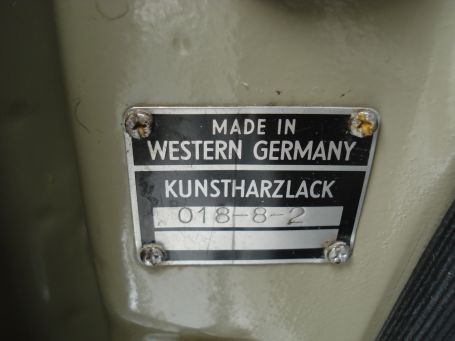 MADE IN
WESTERN GERMANY
KUNSTHARZLACK
018-8-2